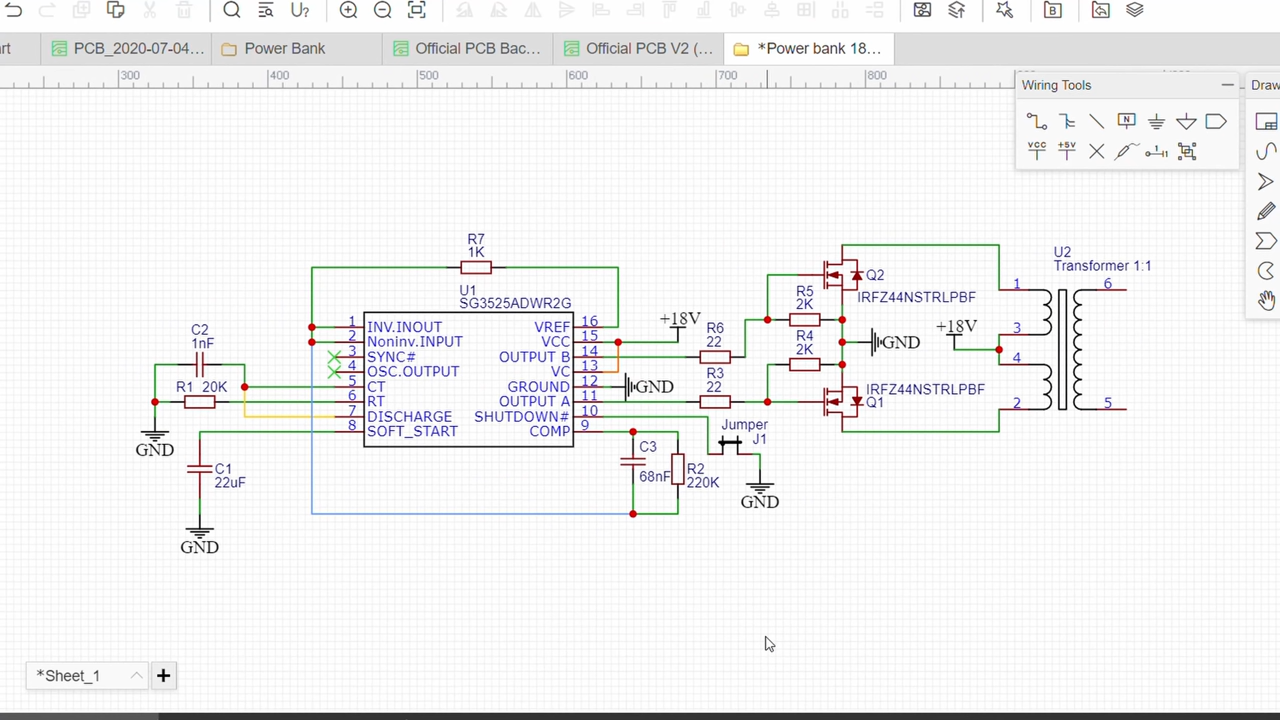 rt
PCB_2020-07-04...
Power Bank
Official PCB Bac...
Official PCB V2 (...
*Power bank 18...
300
400
500
600
700
800
Wiring Tools
Draw
N
VCC
+5V
B
R7
1K
U1
SG3525ADWR2G
1 INV.INOUT
2 Noninv.INPUT
3 SYNC#
4 OSC.OUTPUT
5 CT
6 RT
7 DISCHARGE
8 SOFT_START
VREF 16
VCC 15
OUTPUT B 14
VC 13
GROUND 12
OUTPUT A 11
SHUTDOWN# 10
COMP 9
C2
1nF
R1 20K
GND
C1
22uF
GND
+18V
R6
22
GND
R3
22
C3
68nF
R2
220K
Jumper
J1
GND
R5
2K
R4
2K
Q2
IRFZ44NSTRLPBF
GND
IRFZ44NSTRLPBF
Q1
+18V
U2
Transformer 1:1
1
3
4
2
6
5
*Sheet_1